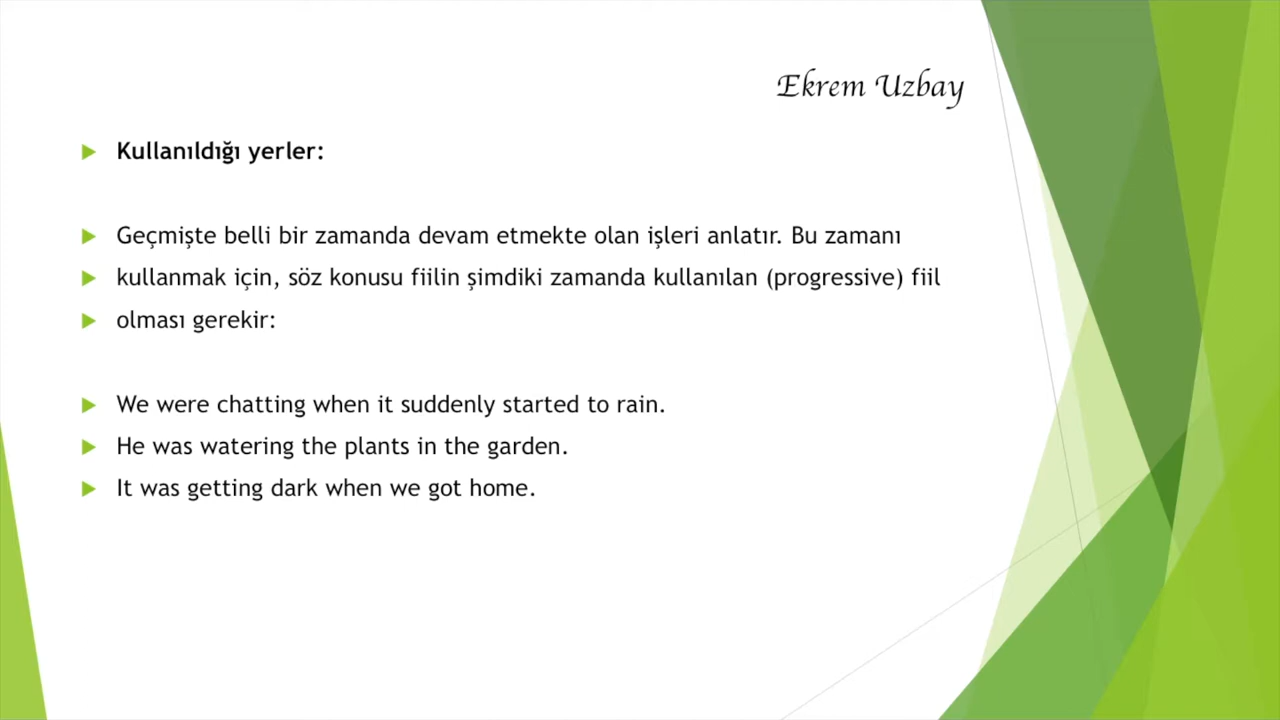 Ekrem Uzbay
Kullanıldığı yerler:
Geçmişte belli bir zamanda devam etmekte olan işleri anlatır. Bu zamanı
kullanmak için, söz konusu fiilin şimdiki zamanda kullanılan (progressive) fiil
olması gerekir:
We were chatting when it suddenly started to rain.
He was watering the plants in the garden.
It was getting dark when we got home.